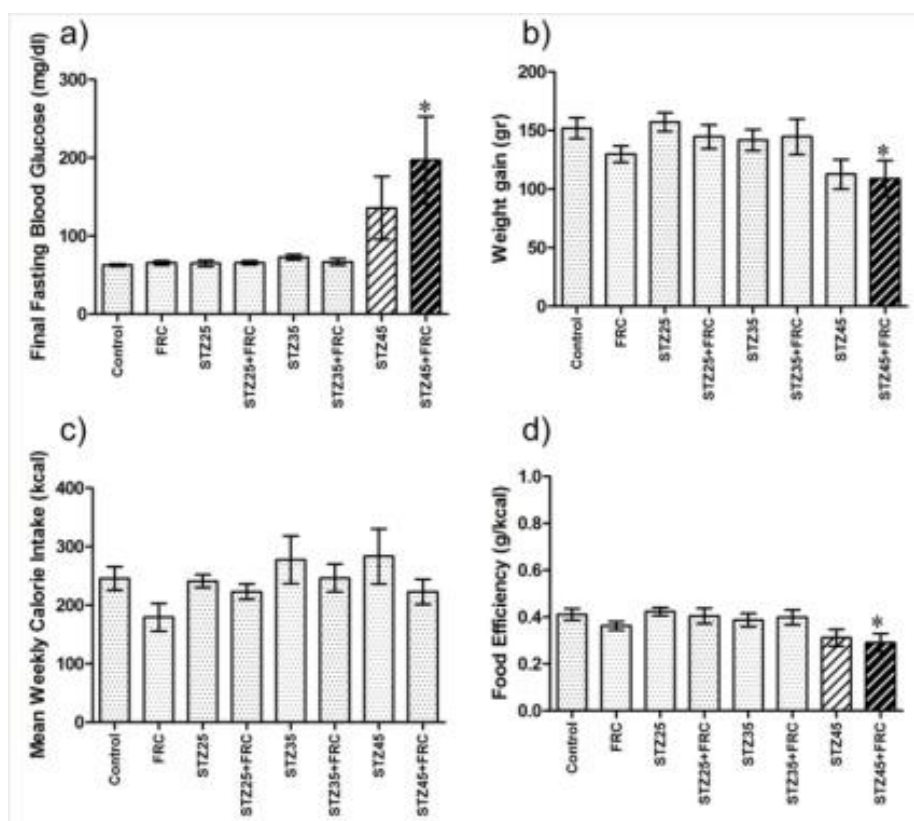 a)
Final Fasting Blood Glucose (mg/dl)
300
200
100
0
*
Control
FRC
STZ25
STZ25+FRC
STZ35
STZ35+FRC
STZ45
STZ45+FRC
b)
Weight gain (gr)
200
150
100
50
0
*
Control
FRC
STZ25
STZ25+FRC
STZ35
STZ35+FRC
STZ45
STZ45+FRC
c)
Mean Weekly Calorie Intake (kcal)
400
300
200
100
0
Control
FRC
STZ25
STZ25+FRC
STZ35
STZ35+FRC
STZ45
STZ45+FRC
d)
Food Efficiency (g/kcal)
1.0
0.8
0.6
0.4
0.2
0.0
*
Control
FRC
STZ25
STZ25+FRC
STZ35
STZ35+FRC
STZ45
STZ45+FRC